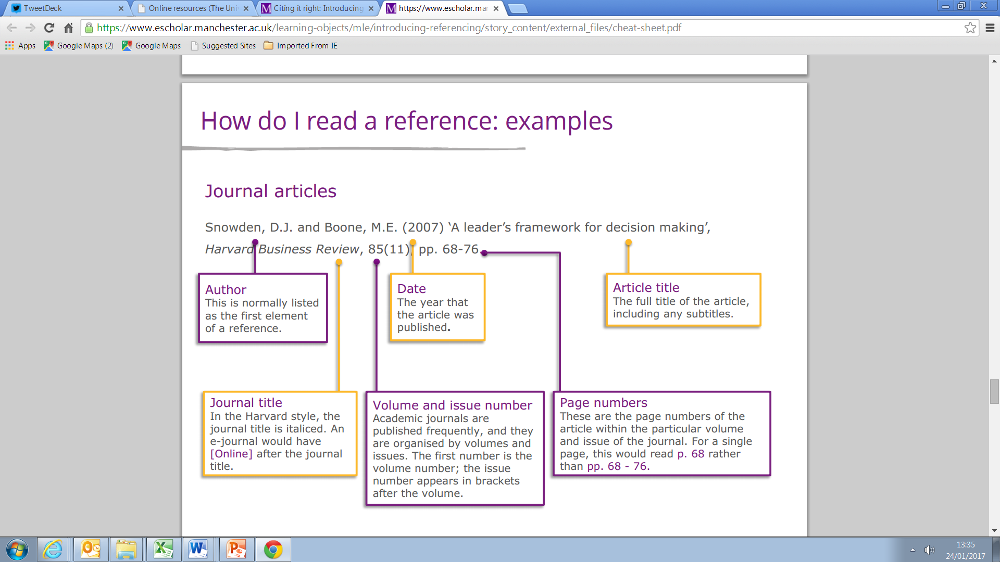 TweetDeck
Online resources (The Uni
Citing it right: Introducing
https://www.escholar.mar
https://www.escholar.manchester.ac.uk/learning-objects/mle/introducing-referencing/story_content/external_files/cheat-sheet.pdf
Apps
Google Maps (2)
Google Maps
Suggested Sites
Imported From IE
How do I read a reference: examples
Journal articles
Snowden, D.J. and Boone, M.E. (2007) ‘A leader’s framework for decision making’,
Harvard Business Review, 85(11), pp. 68-76.
Author
This is normally listed
as the first element
of a reference.
Date
The year that
the article was
published.
Article title
The full title of the article,
including any subtitles.
Journal title
In the Harvard style, the
journal title is italiced. An
e-journal would have
[Online] after the journal
title.
Volume and issue number
Academic journals are
published frequently, and they
are organised by volumes and
issues. The first number is the
volume number; the issue
number appears in brackets
after the volume.
Page numbers
These are the page numbers of the
article within the particular volume
and issue of the journal. For a single
page, this would read p. 68 rather
than pp. 68 - 76.
13:35
24/01/2017